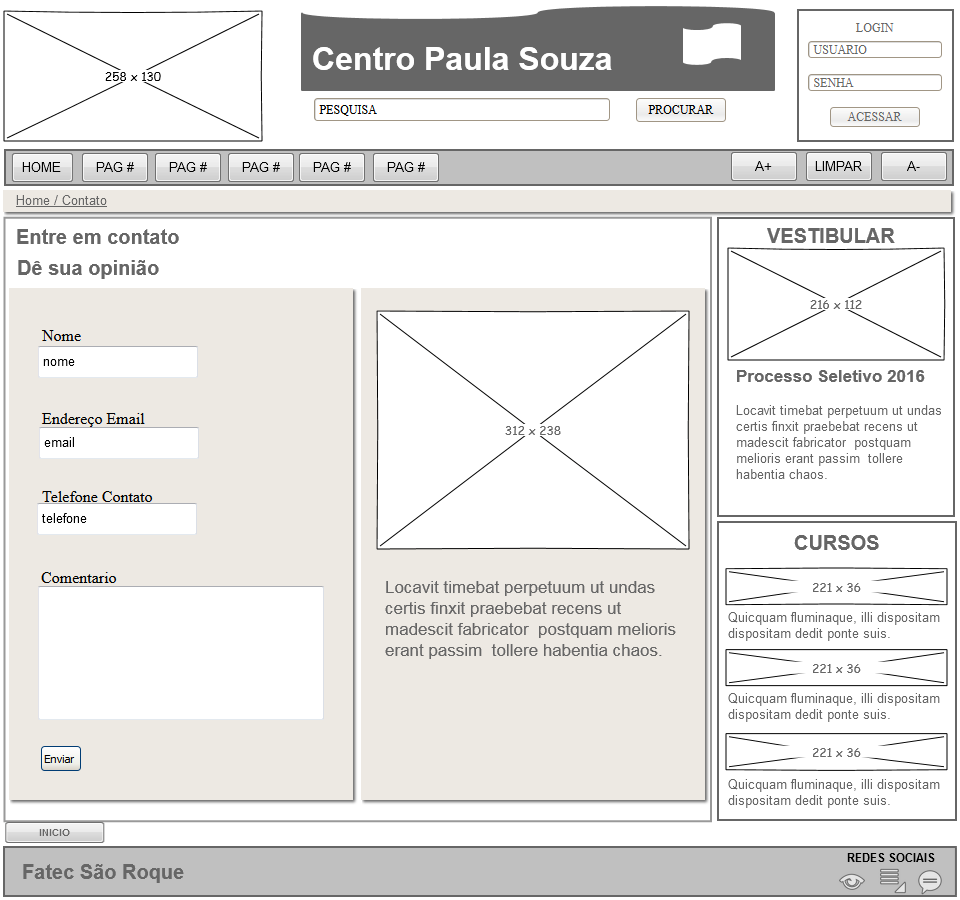 258 x 130
Centro Paula Souza
PESQUISA
PROCURAR
LOGIN
USUARIO
SENHA
ACESSAR
HOME
PAG #
PAG #
PAG #
PAG #
PAG #
A+
LIMPAR
A-
Home / Contato
Entre em contato
Dê sua opinião
Nome
nome
Endereço Email
email
Telefone Contato
telefone
Comentario
Enviar
312 x 238
Locavit timebat perpetuum ut undas
certis finxit praebebat recens ut
madescit fabricator postquam melioris
erant passim tollere habentia chaos.
VESTIBULAR
216 x 112
Processo Seletivo 2016
Locavit timebat perpetuum ut undas
certis finxit praebebat recens ut
madescit fabricator postquam
melioris erant passim tollere
habentia chaos.
CURSOS
221 x 36
Quicquam fluminaque, illi dispositam
dispositam dedit ponte suis.
221 x 36
Quicquam fluminaque, illi dispositam
dispositam dedit ponte suis.
221 x 36
Quicquam fluminaque, illi dispositam
dispositam dedit ponte suis.
INICIO
Fatec São Roque
REDES SOCIAIS